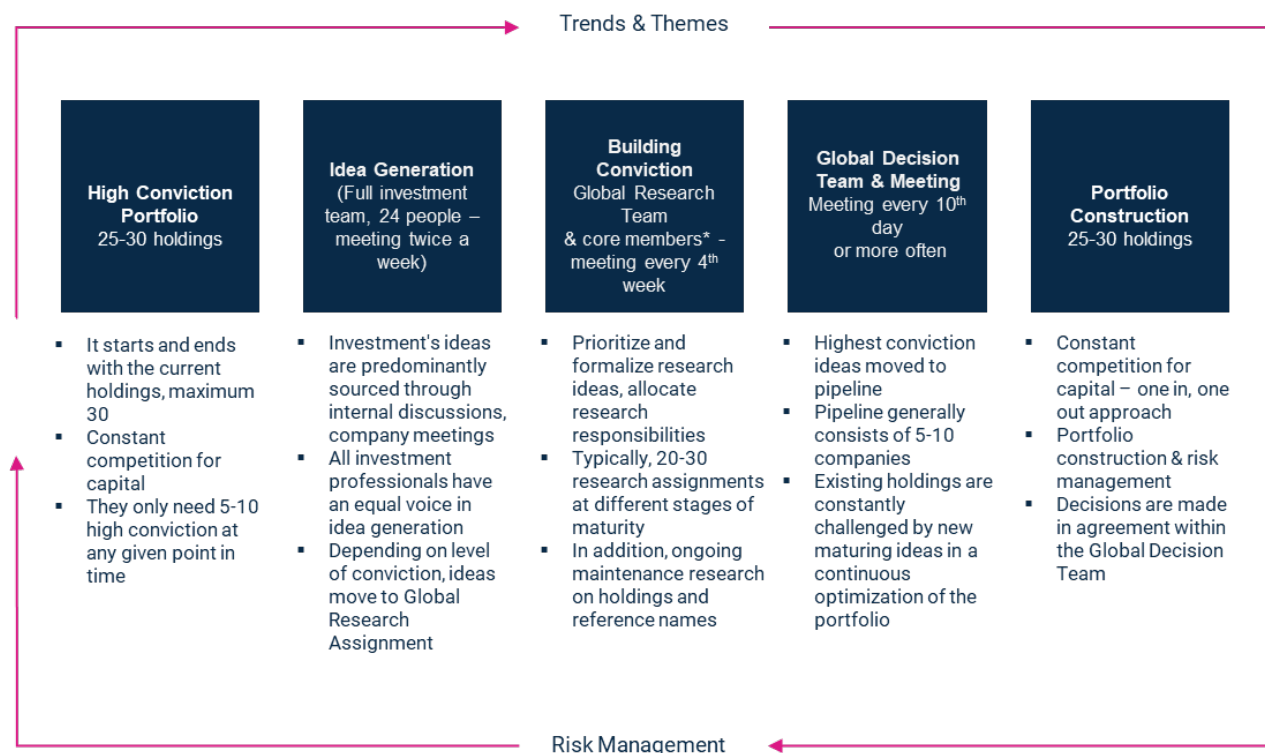 Trends & Themes
High Conviction
Portfolio
25-30 holdings
▪ It starts and ends
with the current
holdings, maximum
30
▪ Constant
competition for
capital
▪ They only need 5-10
high conviction at
any given point in
time
Idea Generation
(Full investment
team, 24 people –
meeting twice a
week)
▪ Investment's ideas
are predominantly
sourced through
internal discussions,
company meetings
▪ All investment
professionals have
an equal voice in
idea generation
▪ Depending on level
of conviction, ideas
move to Global
Research
Assignment
Building
Conviction
Global Research
Team
& core members* -
meeting every 4th
week
▪ Prioritize and
formalize research
ideas, allocate
research
responsibilities
▪ Typically, 20-30
research assignments
at different stages of
maturity
▪ In addition, ongoing
maintenance research
on holdings and
reference names
Global Decision
Team & Meeting
Meeting every 10th
day
or more often
▪ Highest conviction
ideas moved to
pipeline
▪ Pipeline generally
consists of 5-10
companies
▪ Existing holdings are
constantly
challenged by new
maturing ideas in a
continuous
optimization of the
portfolio
Portfolio
Construction
25-30 holdings
▪ Constant
competition for
capital – one in, one
out approach
▪ Portfolio
construction & risk
management
▪ Decisions are made
in agreement within
the Global Decision
Team
Risk Management